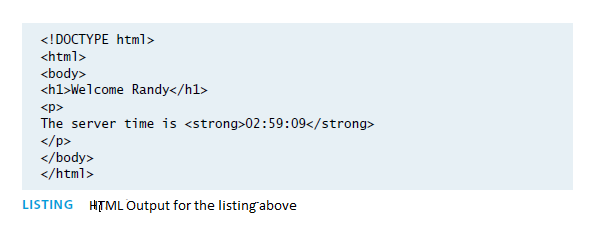 <!DOCTYPE html>
<html>
<body>
<h1>Welcome Randy</h1>
<p>
The server time is <strong>02:59:09</strong>
</p>
</body>
</html>
LISTING HTML Output for the listing above